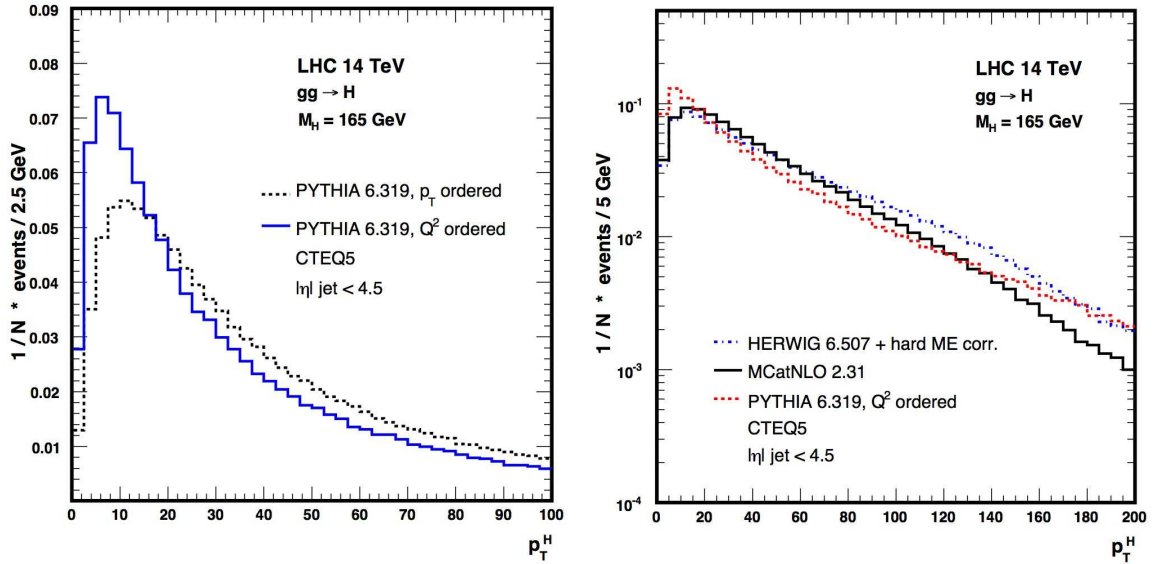 1 / N * events / 2.5 GeV
0.09
0.08
0.07
0.06
0.05
0.04
0.03
0.02
0.01
LHC 14 TeV
gg → H
M_H = 165 GeV
PYTHIA 6.319, p_T ordered
PYTHIA 6.319, Q² ordered
CTEQ5
|η| jet < 4.5
0 10 20 30 40 50 60 70 80 90 100
p_T^H
1 / N * events / 5 GeV
10⁻¹
10⁻²
10⁻³
10⁻⁴
LHC 14 TeV
gg → H
M_H = 165 GeV
HERWIG 6.507 + hard ME corr.
MCatNLO 2.31
PYTHIA 6.319, Q² ordered
CTEQ5
|η| jet < 4.5
0 20 40 60 80 100 120 140 160 180 200
p_T^H